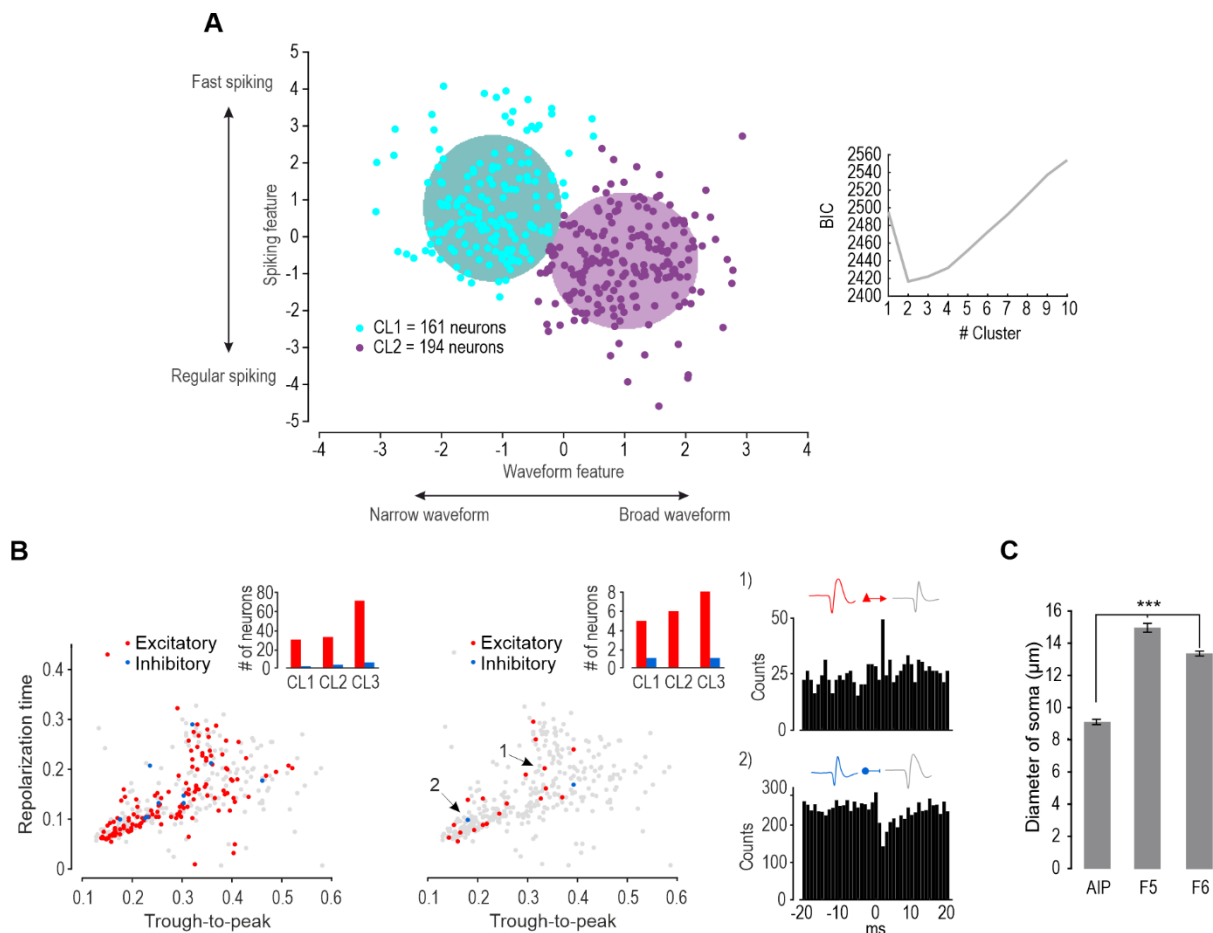 A
5
4
3
2
1
0
-1
-2
-3
-4
-5
Spiking feature
Fast spiking
Regular spiking
CL1 = 161 neurons
CL2 = 194 neurons
-4 -3 -2 -1 0 1 2 3 4
Waveform feature
Narrow waveform Broad waveform
2560
2540
2520
2500
2480
2460
2440
2420
2400
BIC
1 2 3 4 5 6 7 8 9 10
# Cluster
B
Excitatory
Inhibitory
80
60
40
20
0
# of neurons
CL1 CL2 CL3
0.4
0.3
0.2
0.1
0
Repolarization time
0.1 0.2 0.3 0.4 0.5 0.6
Trough-to-peak
Excitatory
Inhibitory
8
6
4
2
0
# of neurons
CL1 CL2 CL3
1
2
0.1 0.2 0.3 0.4 0.5 0.6
Trough-to-peak
1)
50
25
0
Counts
2)
300
200
100
0
Counts
-20 -10 0 10 20
ms
C
***
16
14
12
10
8
6
4
2
0
Diameter of soma (µm)
AIP F5 F6